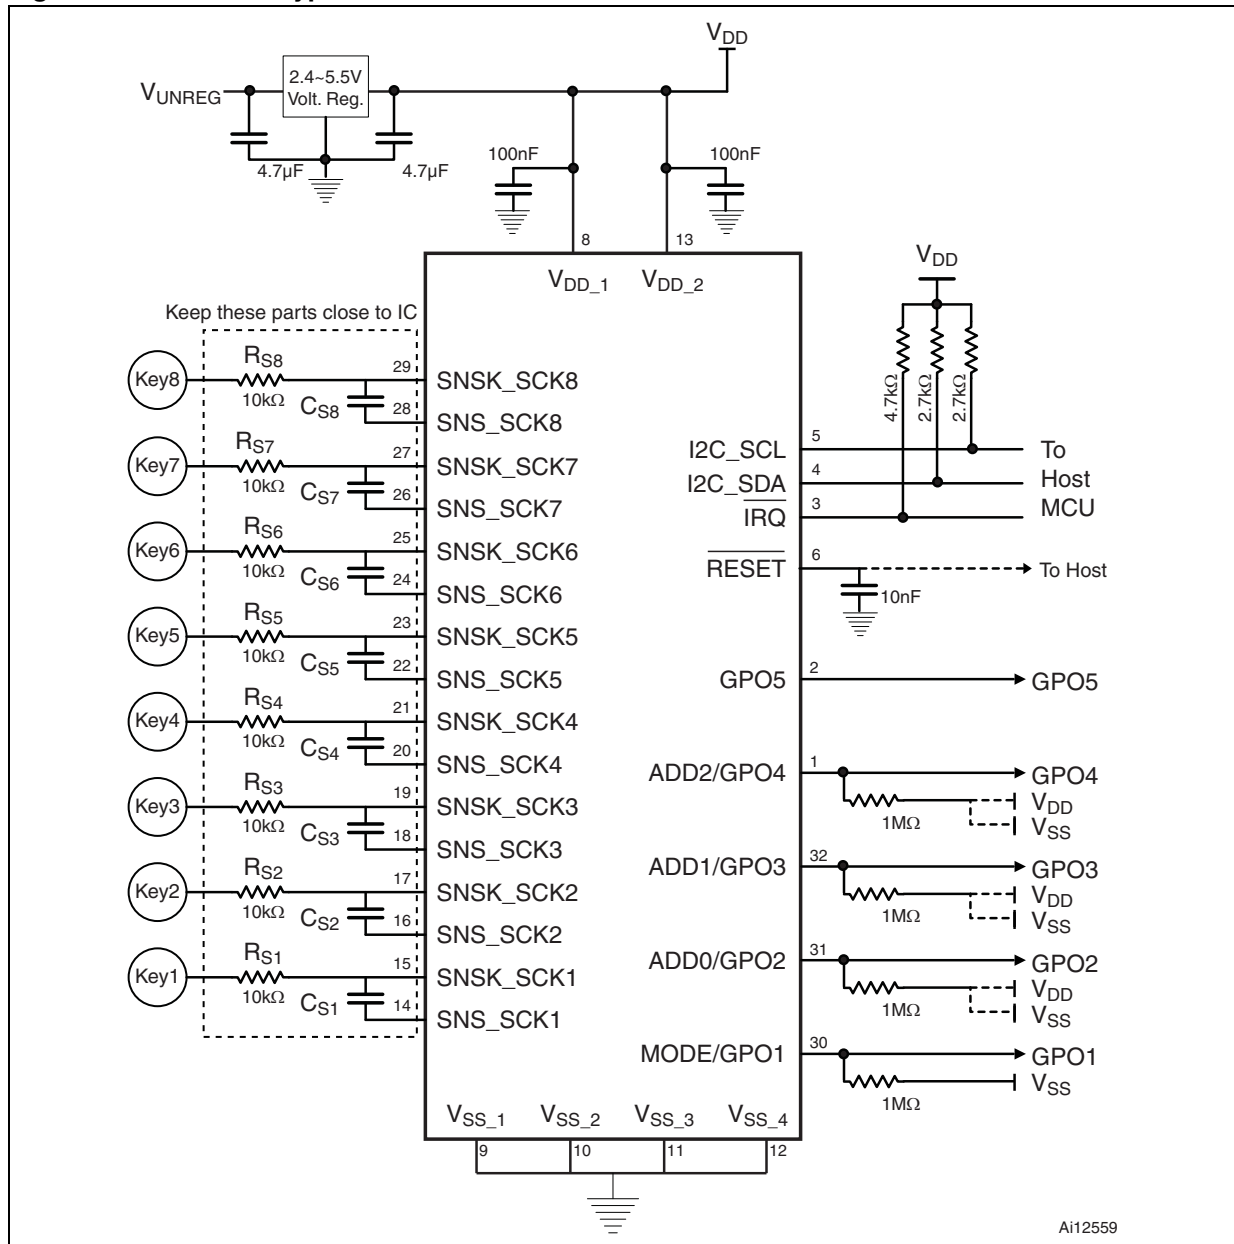 V_DD
2.4~5.5V
Volt. Reg.
V_UNREG
4.7µF
4.7µF
100nF
100nF
8
13
V_DD_1
V_DD_2
V_DD
Keep these parts close to IC
Key8
R_S8
10kΩ
C_S8
29
28
SNSK_SCK8
SNS_SCK8
Key7
R_S7
10kΩ
C_S7
27
26
SNSK_SCK7
SNS_SCK7
Key6
R_S6
10kΩ
C_S6
25
24
SNSK_SCK6
SNS_SCK6
Key5
R_S5
10kΩ
C_S5
23
22
SNSK_SCK5
SNS_SCK5
Key4
R_S4
10kΩ
C_S4
21
20
SNSK_SCK4
SNS_SCK4
Key3
R_S3
10kΩ
C_S3
19
18
SNSK_SCK3
SNS_SCK3
Key2
R_S2
10kΩ
C_S2
17
16
SNSK_SCK2
SNS_SCK2
Key1
R_S1
10kΩ
C_S1
15
14
SNSK_SCK1
SNS_SCK1
4.7kΩ
2.7kΩ
2.7kΩ
I2C_SCL
5
To
I2C_SDA
4
Host
IRQ
3
MCU
RESET
6
To Host
10nF
GPO5
2
GPO5
ADD2/GPO4
1
GPO4
1MΩ
V_DD
V_SS
ADD1/GPO3
32
GPO3
1MΩ
V_DD
V_SS
ADD0/GPO2
31
GPO2
1MΩ
V_DD
V_SS
MODE/GPO1
30
GPO1
1MΩ
V_SS
V_SS_1
V_SS_2
V_SS_3
V_SS_4
9
10
11
12
Ai12559